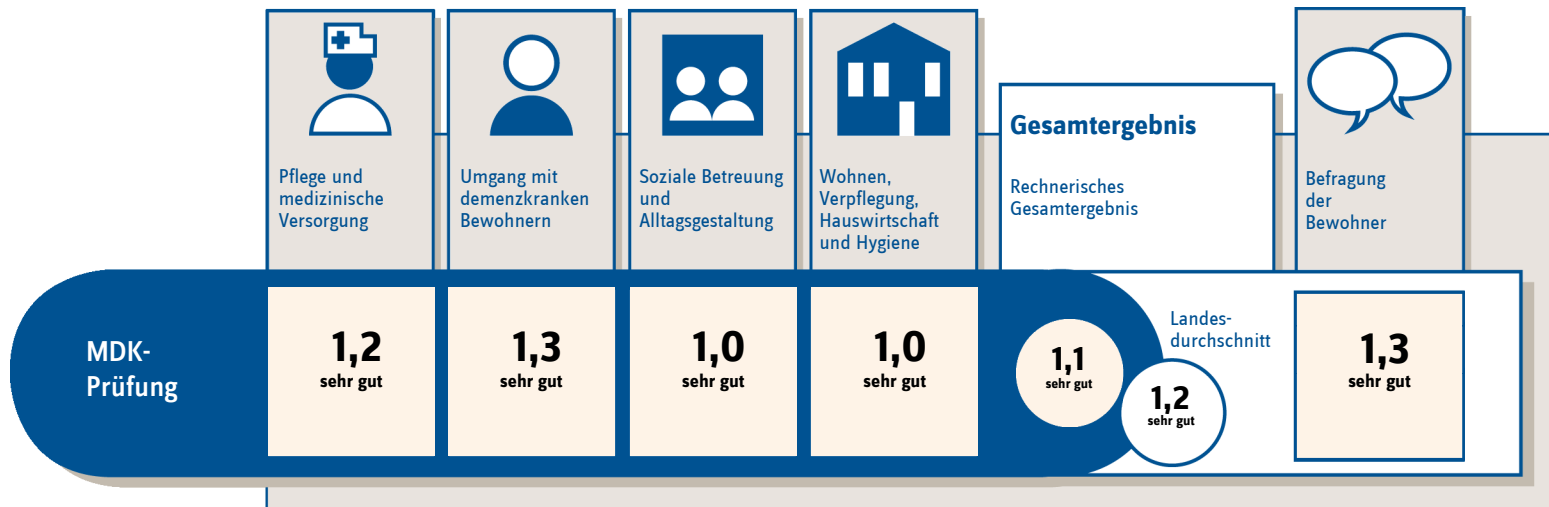 Pflege und
medizinische
Versorgung
Umgang mit
demenzkranken
Bewohnern
Soziale Betreuung
und
Alltagsgestaltung
Wohnen,
Verpflegung,
Hauswirtschaft
und Hygiene
Gesamtergebnis
Rechnerisches
Gesamtergebnis
Befragung
der
Bewohner
MDK-
Prüfung
1,2
sehr gut
1,3
sehr gut
1,0
sehr gut
1,0
sehr gut
1,1
sehr gut
Landes-
durchschnitt
1,2
sehr gut
1,3
sehr gut